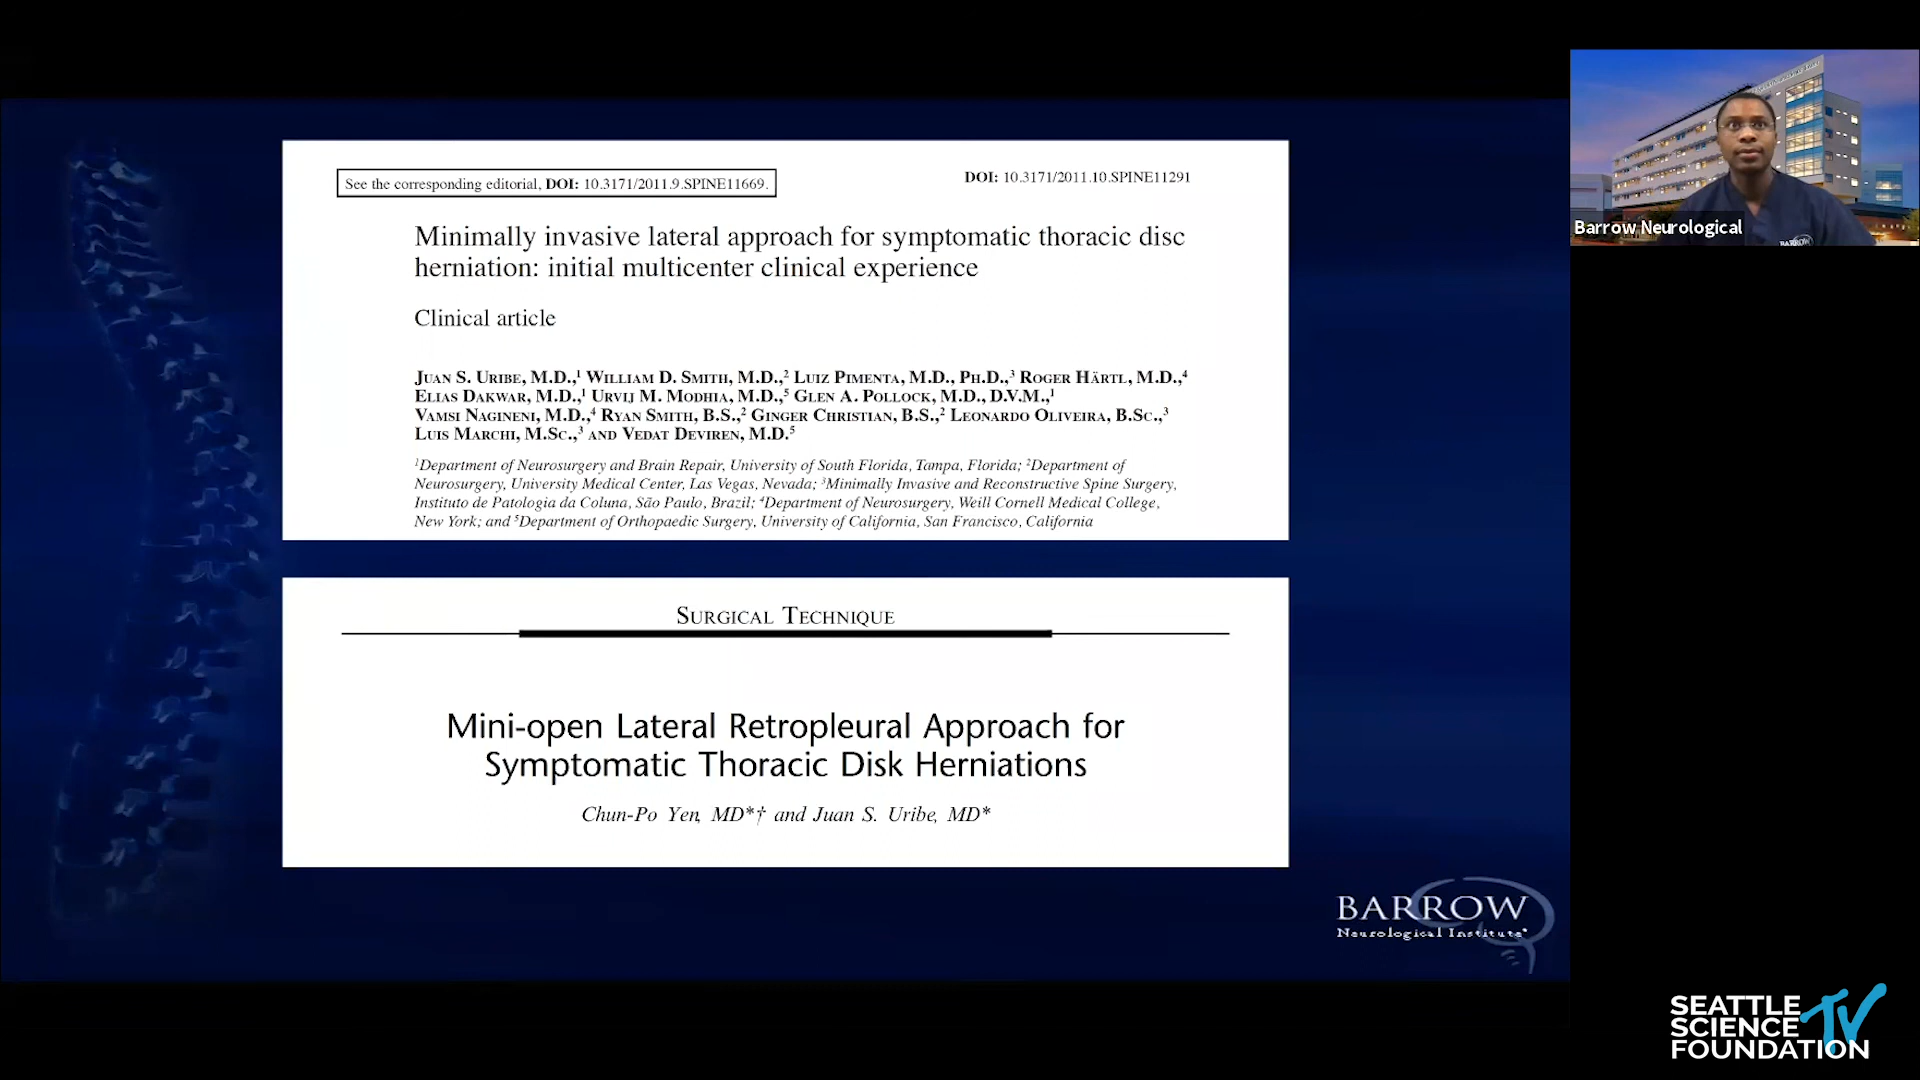 See the corresponding editorial, DOI: 10.3171/2011.9.SPINE11669.
DOI: 10.3171/2011.10.SPINE11291
Minimally invasive lateral approach for symptomatic thoracic disc
herniation: initial multicenter clinical experience
Clinical article
Juan S. Uribe, M.D.,1 William D. Smith, M.D.,2 Luiz Pimenta, M.D., Ph.D.,3 Roger Härtl, M.D.,4
Elias Dakwar, M.D.,1 Urvij M. Modhia, M.D.,5 Glen A. Pollock, M.D., D.V.M.,1
Vamsi Nagineni, M.D.,4 Ryan Smith, B.S.,2 Ginger Christian, B.S.,2 Leonardo Oliveira, B.Sc.,3
Luis Marchi, M.Sc.,3 and Vedat Deviren, M.D.5
1Department of Neurosurgery and Brain Repair, University of South Florida, Tampa, Florida; 2Department of
Neurosurgery, University Medical Center, Las Vegas, Nevada; 3Minimally Invasive and Reconstructive Spine Surgery,
Instituto de Patologia da Coluna, São Paulo, Brazil; 4Department of Neurosurgery, Weill Cornell Medical College,
New York; and 5Department of Orthopaedic Surgery, University of California, San Francisco, California
Surgical Technique
Mini-open Lateral Retropleural Approach for
Symptomatic Thoracic Disk Herniations
Chun-Po Yen, MD*† and Juan S. Uribe, MD*
BARROW
Neurological Institute®
Barrow Neurological
BARROW
SEATTLE
SCIENCE TV
FOUNDATION